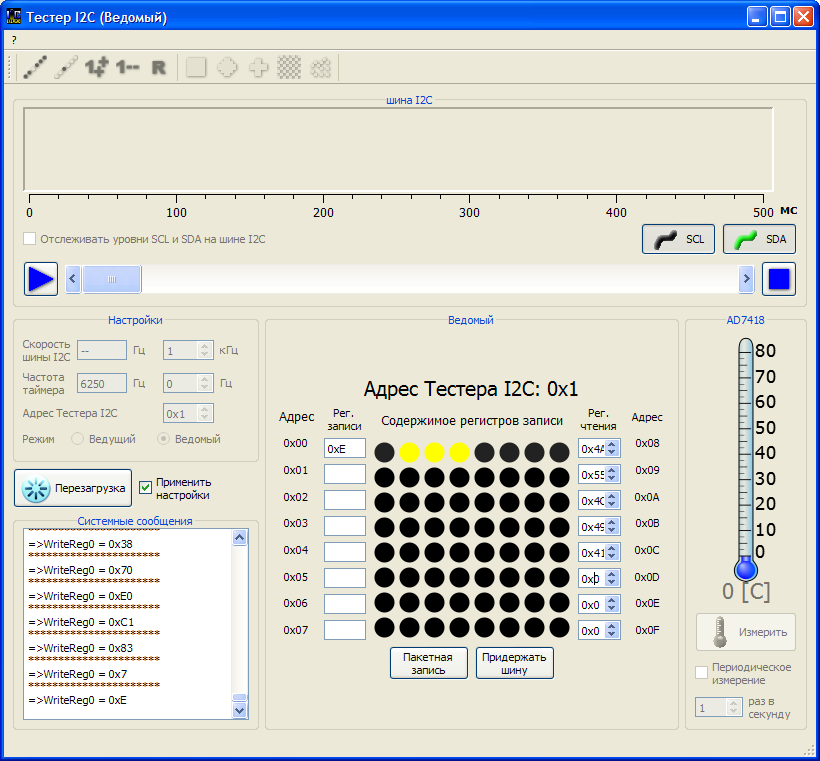 Тестер I2C (Ведомый)
?
1 1-- R
шина I2C
0 100 200 300 400 500 мс
Отслеживать уровни SCL и SDA на шине I2C
SCL SDA
Настройки
Скорость
шины I2C
-- Гц 1 кГц
Частота
таймера
6250 Гц 0 Гц
Адрес Тестера I2C 0x1
Режим Ведущий Ведомый
Перезагрузка
Применить
настройки
Системные сообщения
**********************
=>WriteReg0 = 0x38
**********************
=>WriteReg0 = 0x70
**********************
=>WriteReg0 = 0xE0
**********************
=>WriteReg0 = 0xC1
**********************
=>WriteReg0 = 0x83
**********************
=>WriteReg0 = 0x7
**********************
=>WriteReg0 = 0xE
Ведомый
Адрес Тестера I2C: 0x1
Адрес
Рег.
записи
Содержимое регистров записи
Рег.
чтения
Адрес
0x00 0xE 0x4A 0x08
0x01 0x55 0x09
0x02 0x4C 0x0A
0x03 0x49 0x0B
0x04 0x41 0x0C
0x05 0xb 0x0D
0x06 0x0 0x0E
0x07 0x0 0x0F
Пакетная
запись
Придержать
шину
AD7418
80
70
60
50
40
30
20
10
0
0 [C]
Измерить
Периодическое
измерение
1
раз в
секунду